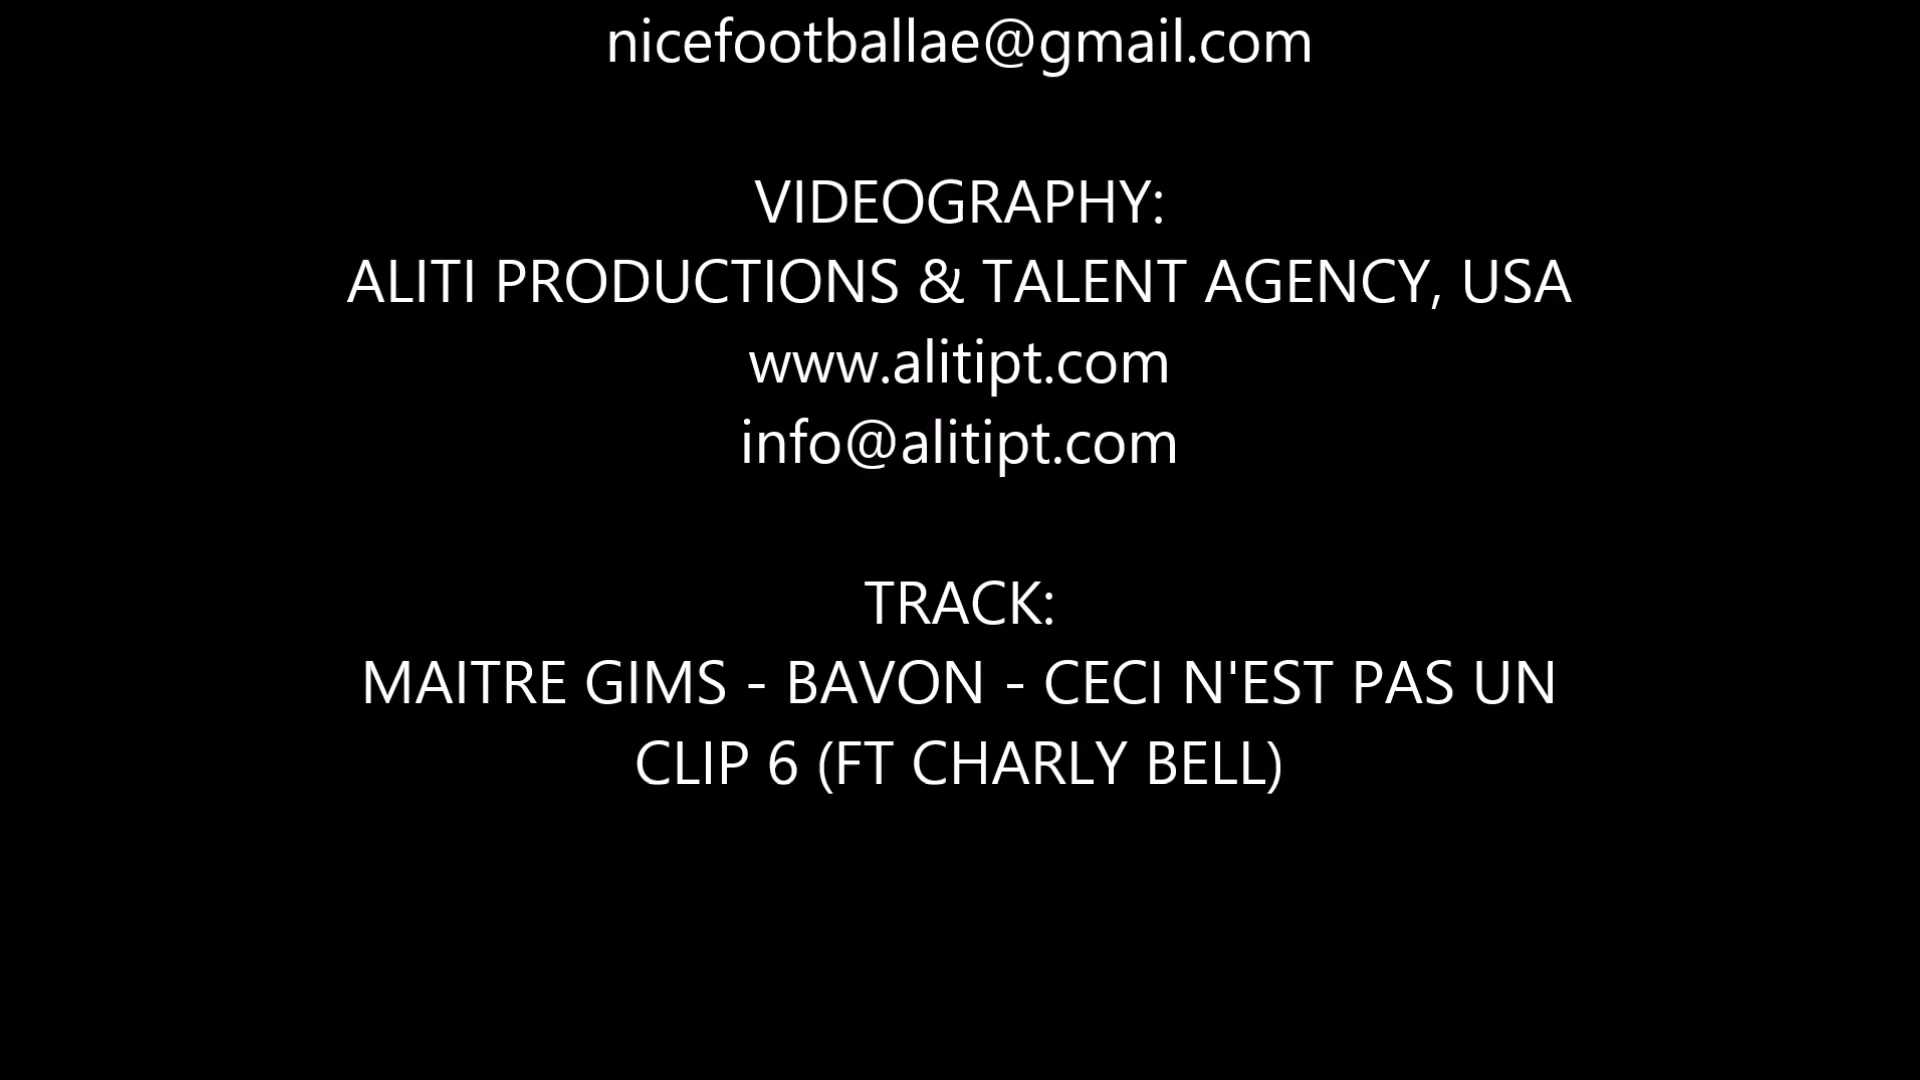 nicefootballae@gmail.com
VIDEOGRAPHY:
ALITI PRODUCTIONS & TALENT AGENCY, USA
www.alitipt.com
info@alitipt.com
TRACK:
MAITRE GIMS - BAVON - CECI N'EST PAS UN
CLIP 6 (FT CHARLY BELL)